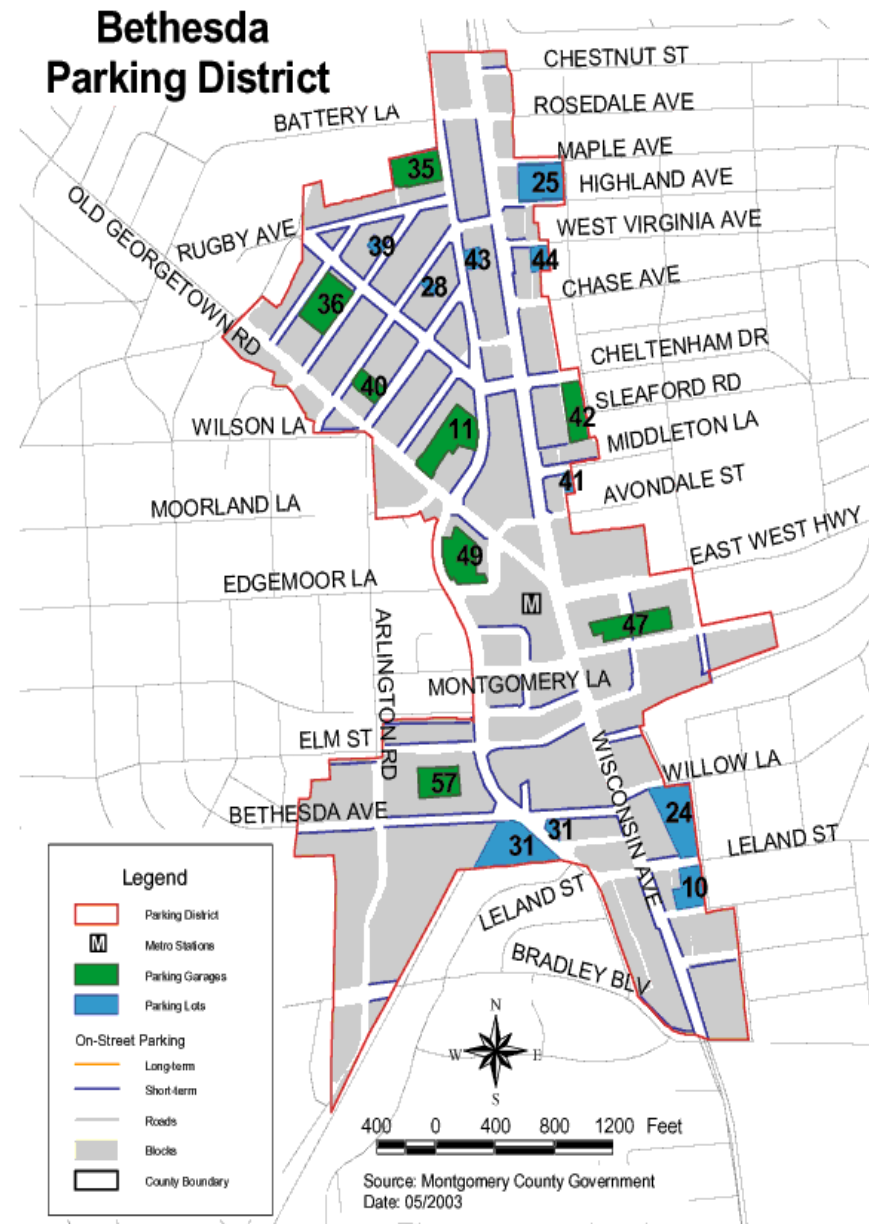 Bethesda
Parking District
CHESTNUT ST
ROSEDALE AVE
BATTERY LA
MAPLE AVE
35
25
HIGHLAND AVE
OLD GEORGETOWN RD
RUGBY AVE
WEST VIRGINIA AVE
39
43
44
28
CHASE AVE
36
CHELTENHAM DR
40
SLEAFORD RD
42
WILSON LA
11
MIDDLETON LA
41
AVONDALE ST
MOORLAND LA
EAST WEST HWY
49
EDGEMOOR LA
M
ARLINGTON RD
47
MONTGOMERY LA
ELM ST
WISCONSIN AVE
WILLOW LA
57
BETHESDA AVE
24
31
31
LELAND ST
10
LELAND ST
BRADLEY BLV
Legend
Parking District
M
Metro Stations
Parking Garages
Parking Lots
On-Street Parking
Long-term
Short-term
Roads
Blocks
County Boundary
N
W
E
S
400 0 400 800 1200 Feet
Source: Montgomery County Government
Date: 05/2003